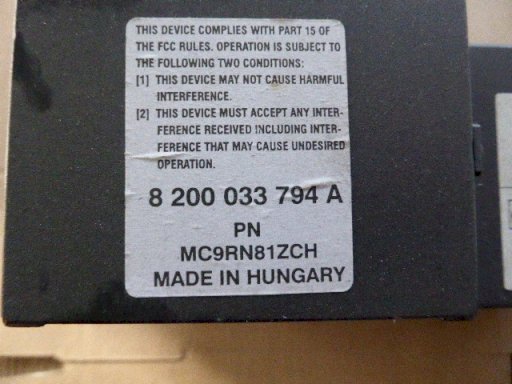 THIS DEVICE COMPLIES WITH PART 15 OF
THE FCC RULES. OPERATION IS SUBJECT TO
THE FOLLOWING TWO CONDITIONS:
[1] THIS DEVICE MAY NOT CAUSE HARMFUL
INTERFERENCE.
[2] THIS DEVICE MUST ACCEPT ANY INTER-
FERENCE RECEIVED INCLUDING INTER-
FERENCE THAT MAY CAUSE UNDESIRED
OPERATION.
8 200 033 794 A
PN
MC9RN81ZCH
MADE IN HUNGARY